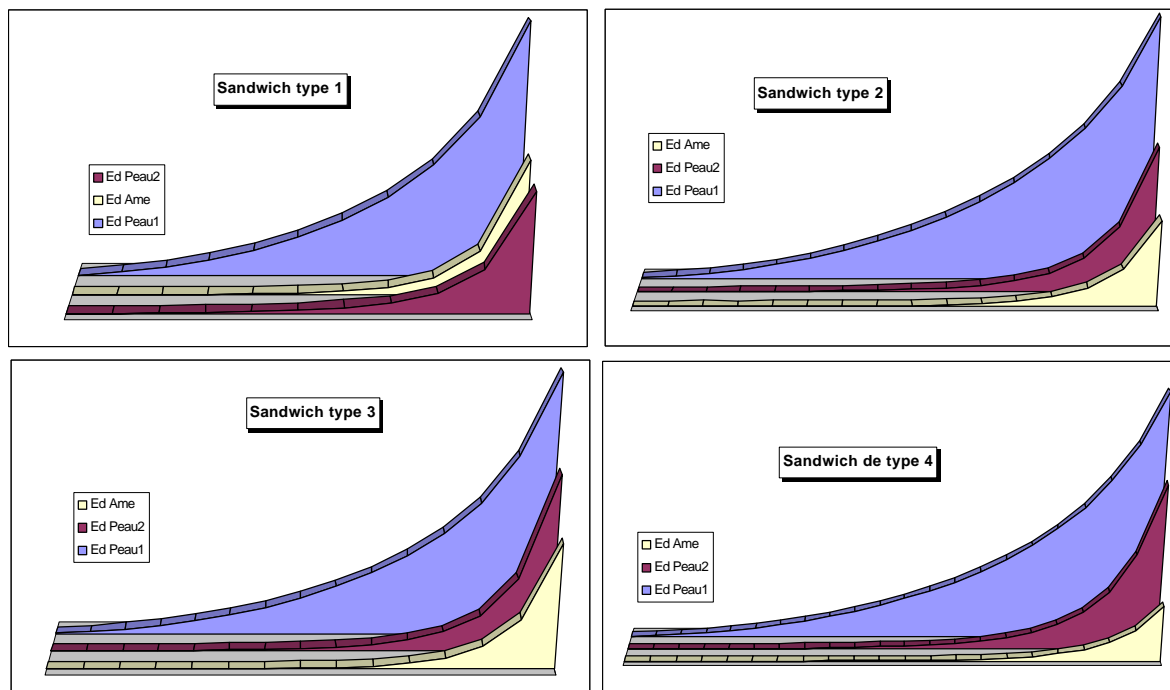 Sandwich type 1
Ed Peau2
Ed Ame
Ed Peau1
Sandwich type 2
Ed Ame
Ed Peau2
Ed Peau1
Sandwich type 3
Ed Ame
Ed Peau2
Ed Peau1
Sandwich de type 4
Ed Ame
Ed Peau2
Ed Peau1